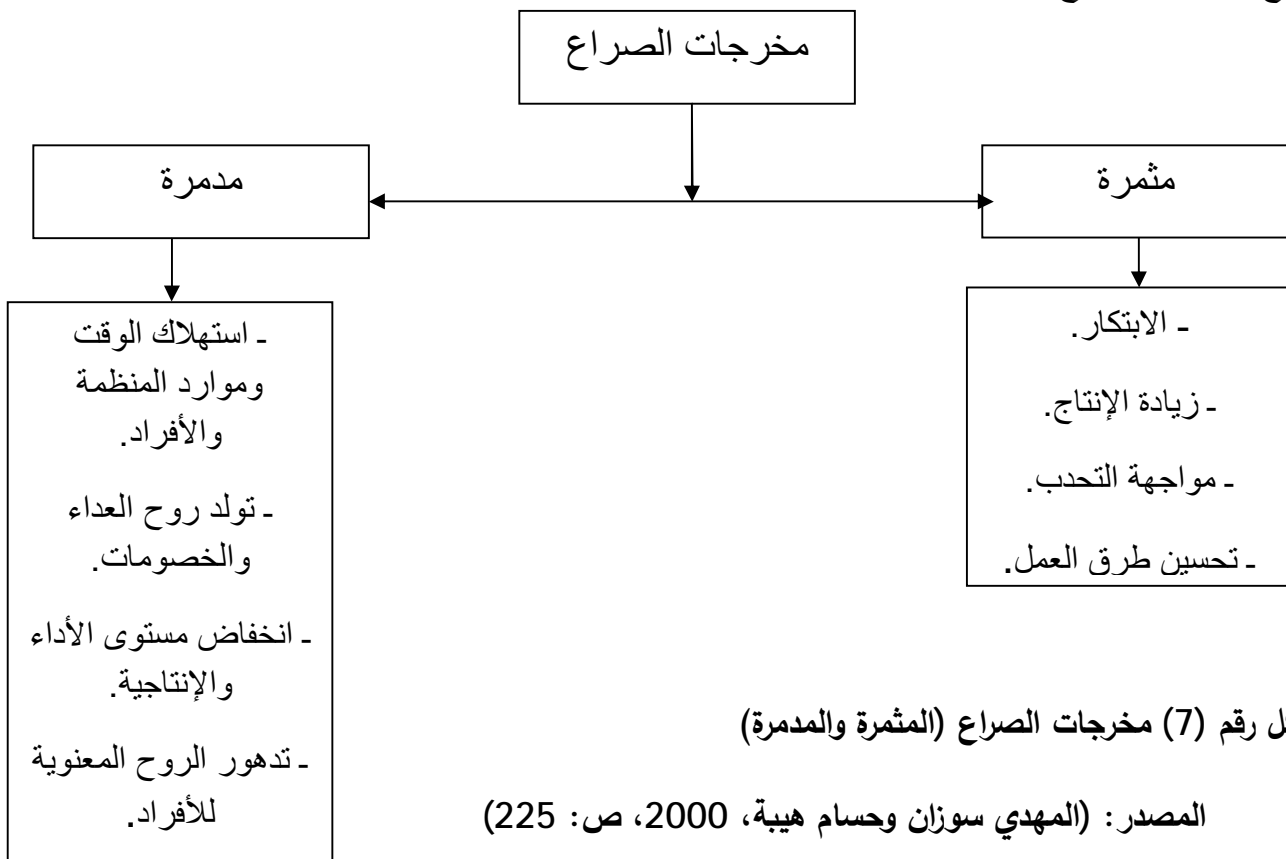 مخرجات الصراع
مثمرة
مدمرة
ـ الابتكار.
ـ زيادة الإنتاج.
ـ مواجهة التحدب.
ـ تحسين طرق العمل.
ـ استهلاك الوقت
وموارد المنظمة
والأفراد.
ـ تولد روح العداء
والخصومات.
ـ انخفاض مستوى الأداء
والإنتاجية.
ـ تدهور الروح المعنوية
للأفراد.
ل رقم (7) مخرجات الصراع (المثمرة والمدمرة)
المصدر: (المهدي سوزان وحسام هيبة، 2000، ص: 225)